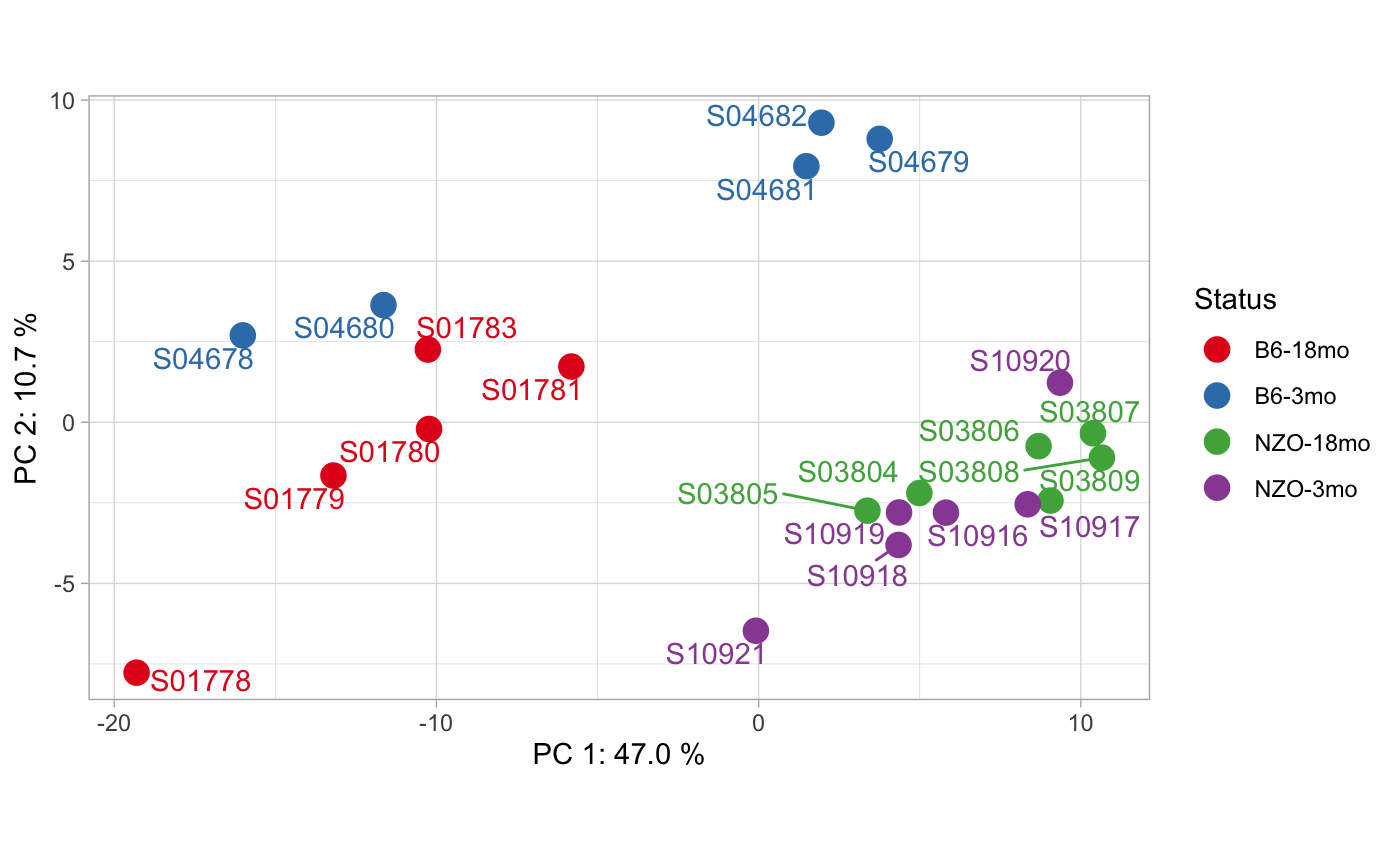 10
5
0
-5
PC 2: 10.7 %
S04682
S04679
S04681
S04680
S01783
S04678
S01781
S10920
S03807
S03806
S01780
S03804
S03808
S03809
S01779
S03805
S10919
S10916
S10917
S10918
S10921
S01778
-20
-10
0
10
PC 1: 47.0 %
Status
B6-18mo
B6-3mo
NZO-18mo
NZO-3mo